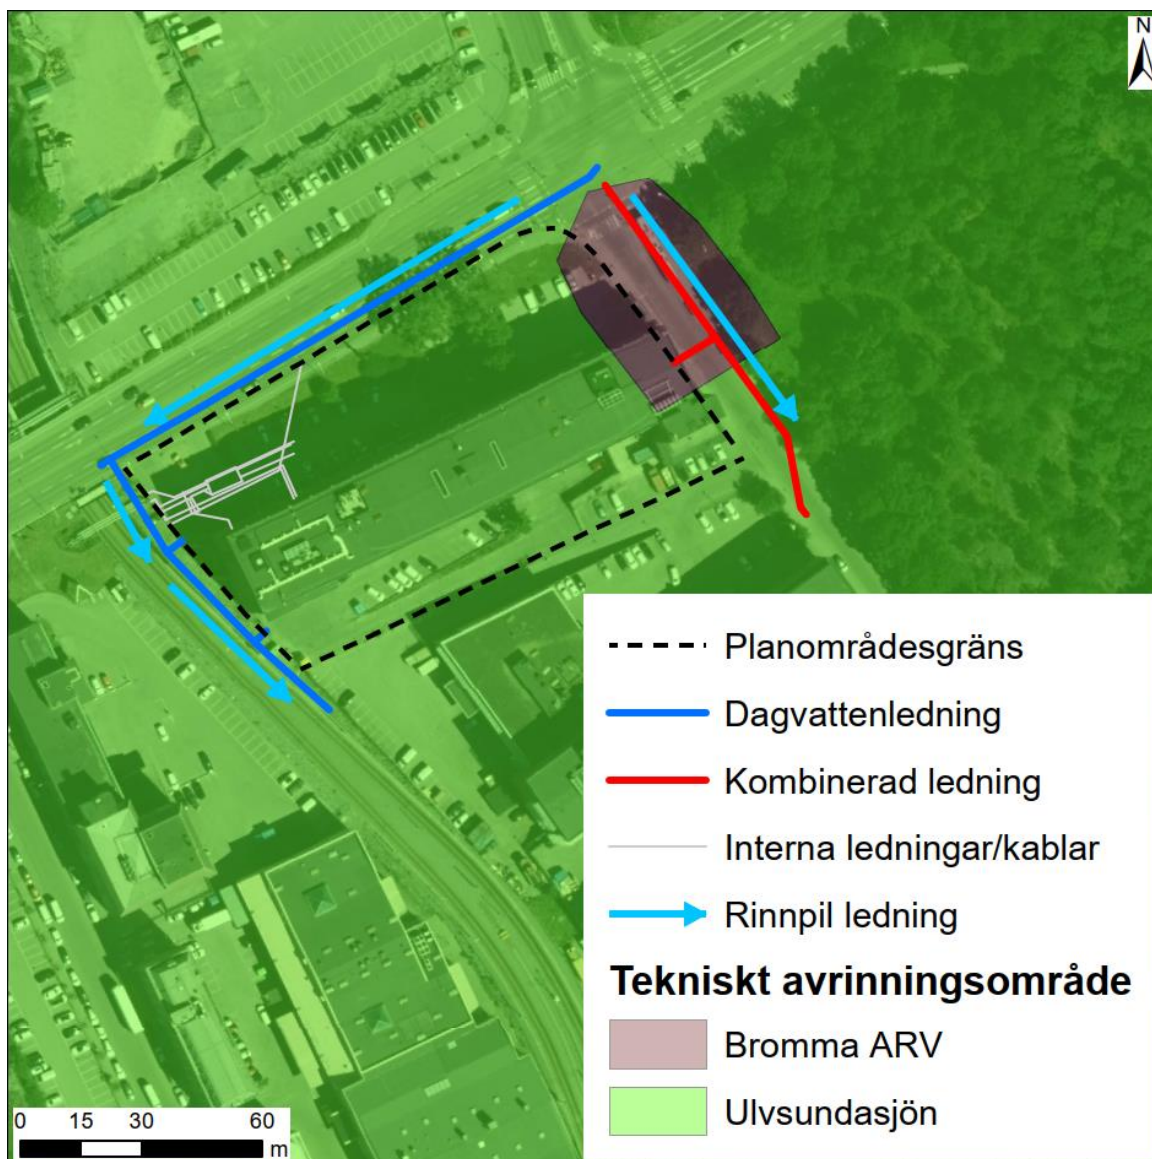 N
Planområdesgräns
Dagvattenledning
Kombinerad ledning
Interna ledningar/kablar
Rinnpil ledning
Tekniskt avrinningsområde
Bromma ARV
Ulvsundasjön
0 15 30 60
m